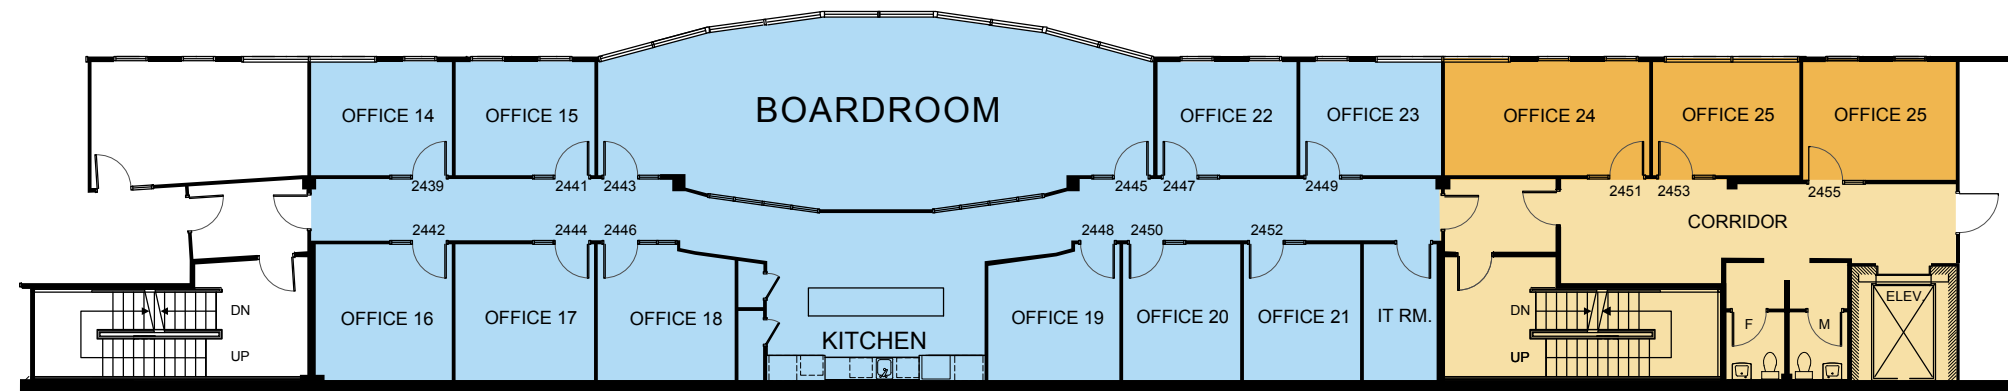 BOARDROOM
OFFICE 14
OFFICE 15
OFFICE 22
OFFICE 23
OFFICE 24
OFFICE 25
OFFICE 25
2439
2441
2443
2445
2447
2449
2451
2453
2455
CORRIDOR
2442
2444
2446
2448
2450
2452
ELEV.
DN
OFFICE 16
OFFICE 17
OFFICE 18
KITCHEN
OFFICE 19
OFFICE 20
OFFICE 21
IT RM.
DN
F
M
UP
UP